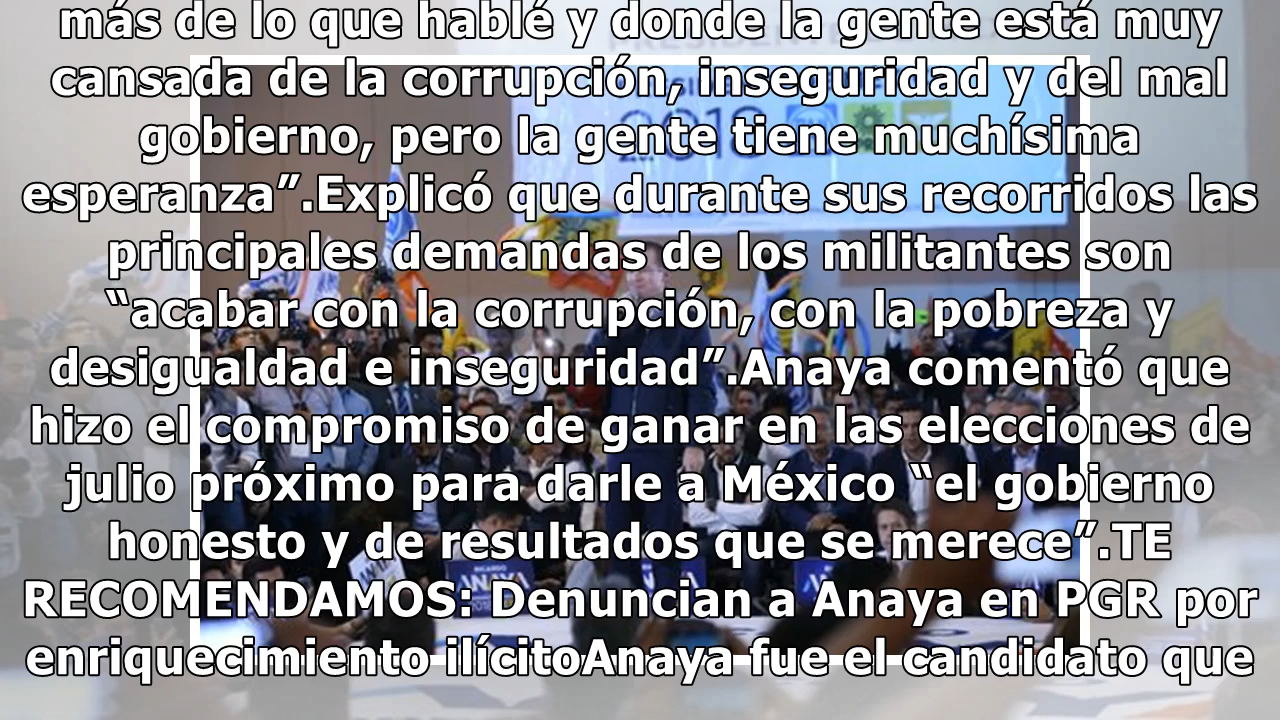 más de lo que hablé y donde la gente está muy
cansada de la corrupción, inseguridad y del mal
gobierno, pero la gente tiene muchísima
esperanza”.Explicó que durante sus recorridos las
principales demandas de los militantes son
“acabar con la corrupción, con la pobreza y
desigualdad e inseguridad”.Anaya comentó que
hizo el compromiso de ganar en las elecciones de
julio próximo para darle a México “el gobierno
honesto y de resultados que se merece”.TE
RECOMENDAMOS: Denuncian a Anaya en PGR por
enriquecimiento ilícitoAnaya fue el candidato que
RICARDO
ANAYA